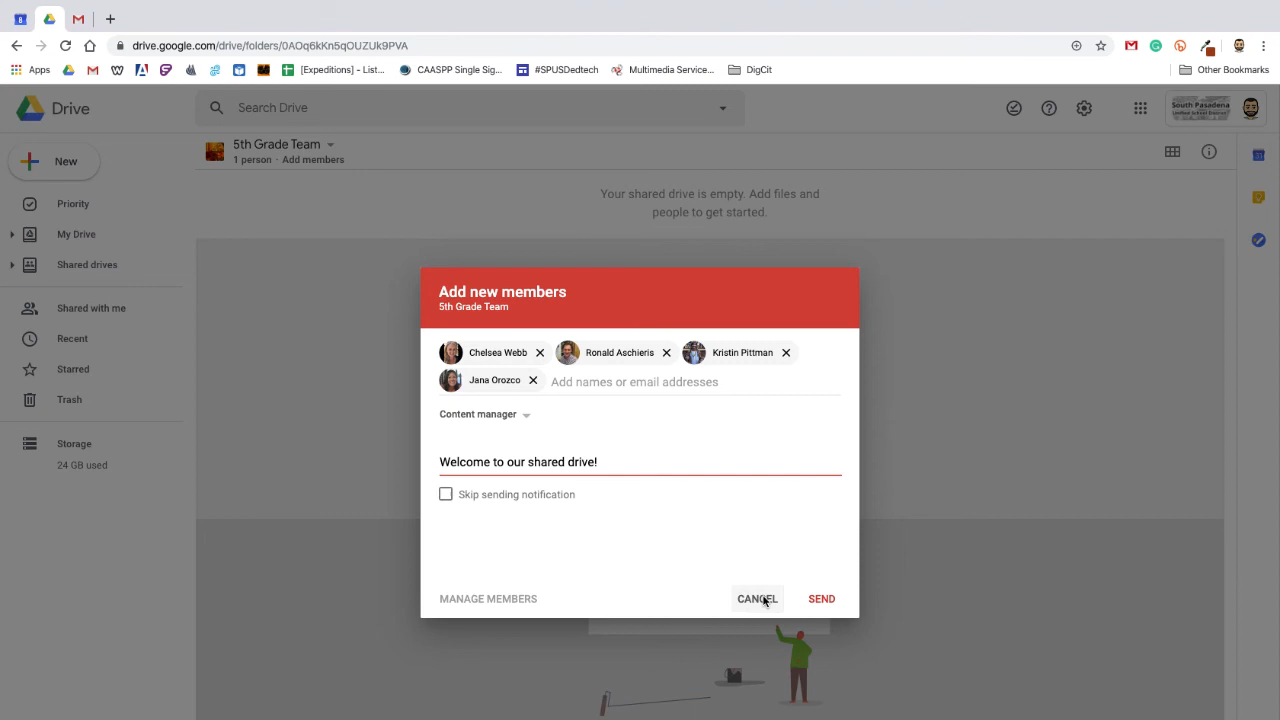 8
drive.google.com/drive/folders/0AOq6kKn5qOUZUk9PVA
Apps
[Expeditions] - List...
CAASPP Single Sig...
#SPUSDedtech
Multimedia Service...
DigCit
Other Bookmarks
Drive
Search Drive
South Pasadena
Unified School District
New
5th Grade Team
1 person · Add members
Your shared drive is empty. Add files and
people to get started.
Priority
My Drive
Shared drives
Shared with me
Recent
Starred
Trash
Storage
24 GB used
Add new members
5th Grade Team
Chelsea Webb
Ronald Aschieris
Kristin Pittman
Jana Orozco
Add names or email addresses
Content manager
Welcome to our shared drive!
Skip sending notification
MANAGE MEMBERS
CANCEL
SEND